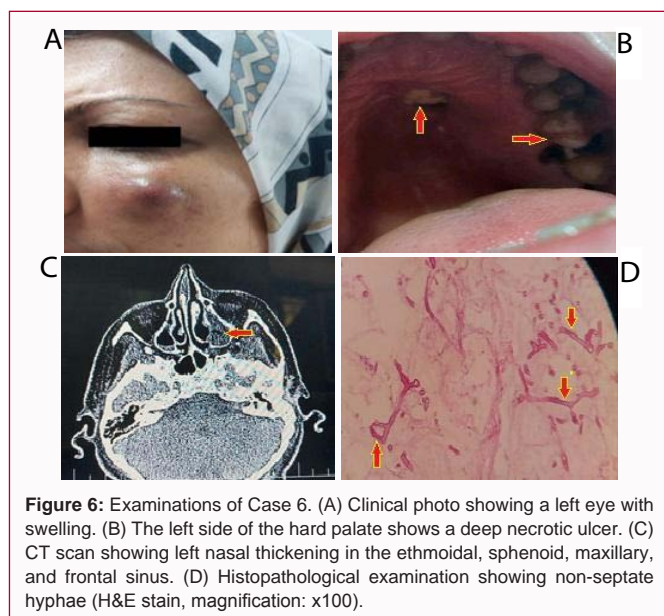 A
B
C
D
Figure 6: Examinations of Case 6. (A) Clinical photo showing a left eye with
swelling. (B) The left side of the hard palate shows a deep necrotic ulcer. (C)
CT scan showing left nasal thickening in the ethmoidal, sphenoid, maxillary,
and frontal sinus. (D) Histopathological examination showing non-septate
hyphae (H&E stain, magnification: x100).